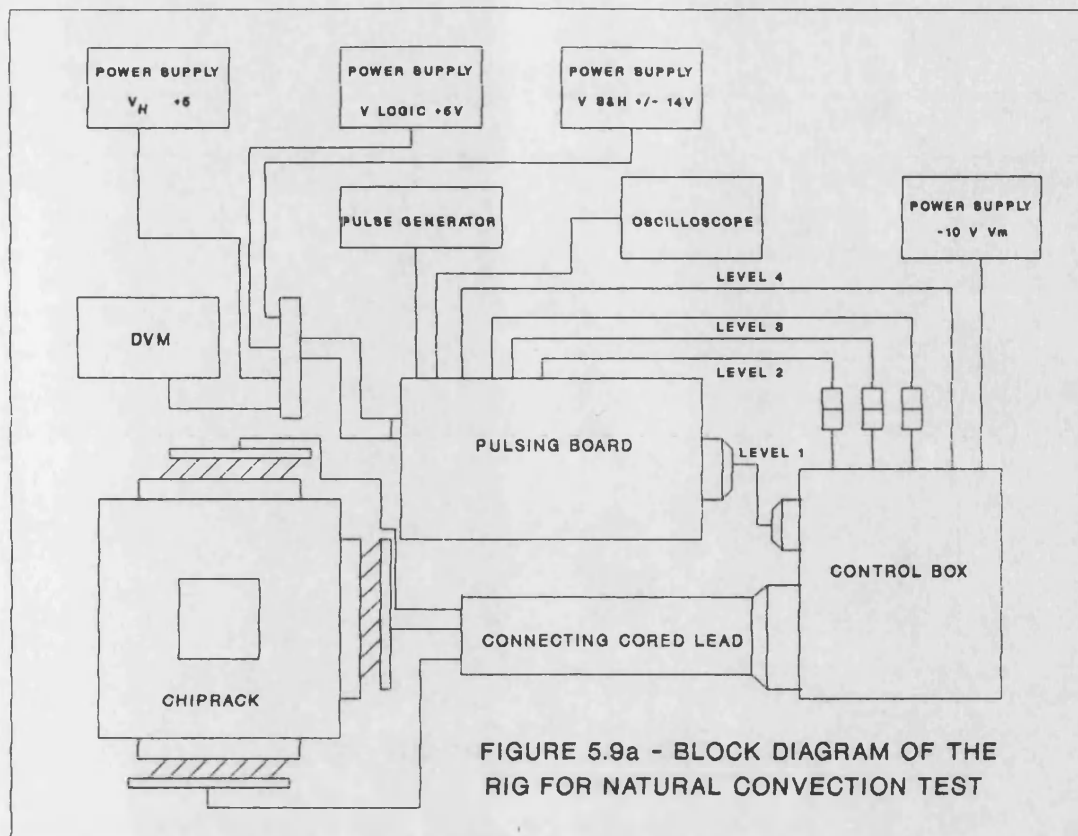 POWER SUPPLY
V_H +5
POWER SUPPLY
V LOGIC +5V
POWER SUPPLY
V S&H +/- 14V
PULSE GENERATOR
OSCILLOSCOPE
POWER SUPPLY
-10 V Vm
LEVEL 4
DVM
LEVEL 3
LEVEL 2
PULSING BOARD
LEVEL 1
CONTROL BOX
CONNECTING CORED LEAD
CHIPRACK
FIGURE 5.9a - BLOCK DIAGRAM OF THE
RIG FOR NATURAL CONVECTION TEST